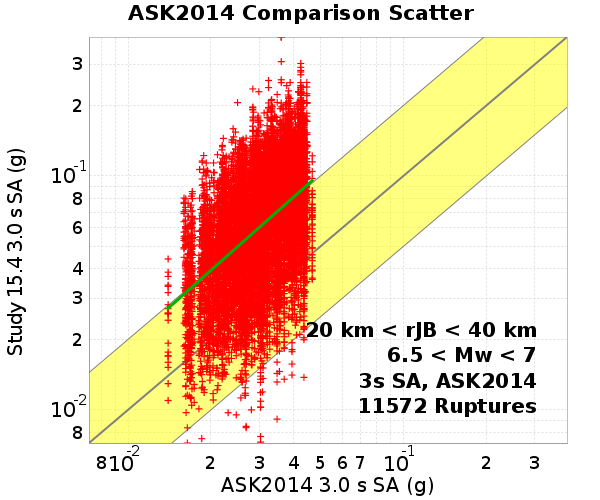 ASK2014 Comparison Scatter
Study 15.4 3.0 s SA (g)
3
2
10-1
8
6
4
3
2
10-2
8
20 km < rJB < 40 km
6.5 < Mw < 7
3s SA, ASK2014
11572 Ruptures
8 10-2 2 3 4 5 6 7 10-1 2 3
ASK2014 3.0 s SA (g)